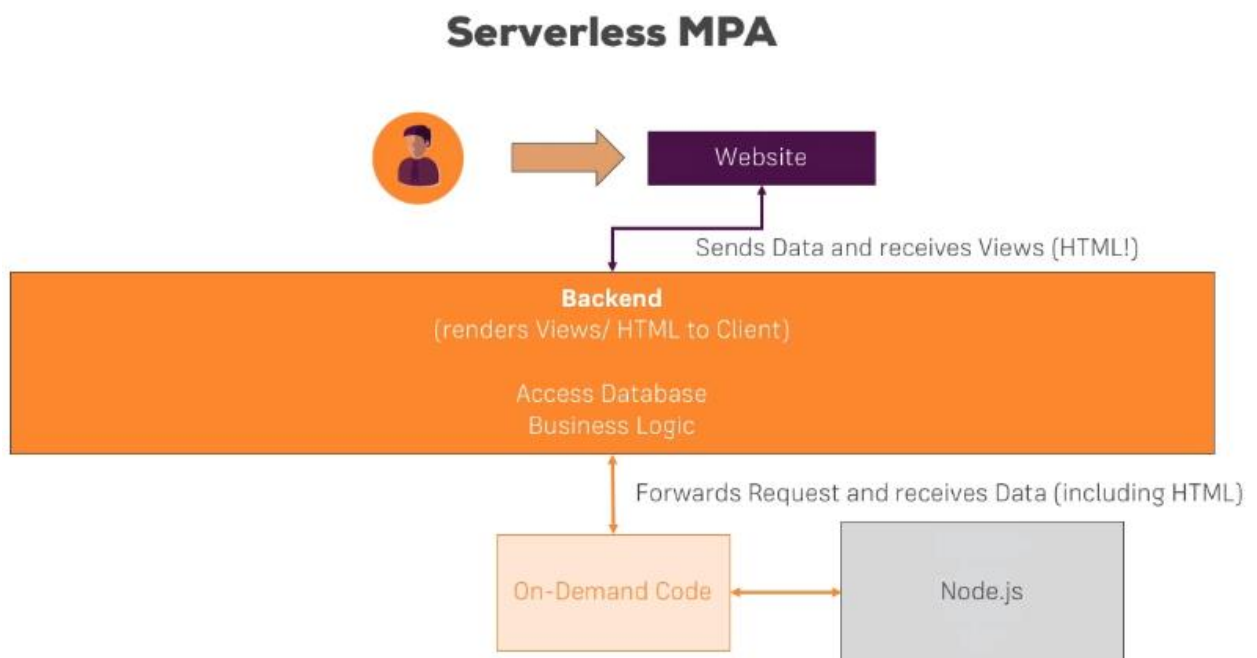 Serverless MPA
Website
Sends Data and receives Views (HTML!)
Backend
(renders Views/ HTML to Client)
Access Database
Business Logic
Forwards Request and receives Data (including HTML)
On-Demand Code
Node.js